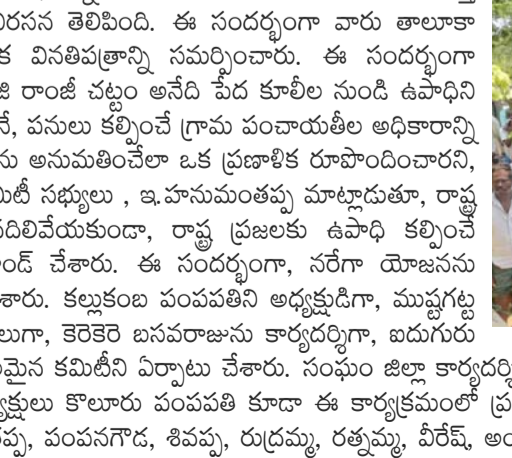 రసన తెలిపింది. ఈ సందర్భంగా వారు తాలూకా
క వినతిపత్రాన్ని సమర్పించారు. ఈ సందర్భంగా
జి రాంజీ చట్టం అనేది పేద కూలీల నుండి ఉపాధిని
నే, పనులు కల్పించే గ్రామ పంచాయతీల అధికారాన్ని
ను అనుమతించేలా ఒక ప్రణాళిక రూపొందించారని,
మిటీ సభ్యులు , ఇ.హనుమంతప్ప మాట్లాడుతూ, రాష్ట్ర
వదిలివేయకుండా, రాష్ట్ర ప్రజలకు ఉపాధి కల్పించే
ాండ్ చేశారు. ఈ సందర్భంగా, నరేగా యోజనను
శారు. కల్లుకంబ పంపపతిని అధ్యక్షుడిగా, ముష్టగట్ట
లుగా, కెరెకెరె బసవరాజును కార్యదర్శిగా, ఐదుగురు
మైన కమిటీని ఏర్పాటు చేశారు. సంఘం జిల్లా కార్యదర్శి
్యక్షులు కొలూరు పంపపతి కూడా ఈ కార్యక్రమంలో ప్ర
ప్ప, పంపనగౌడ, శివప్ప, రుద్రమ్మ, రత్నమ్మ, వీరేష్, అం